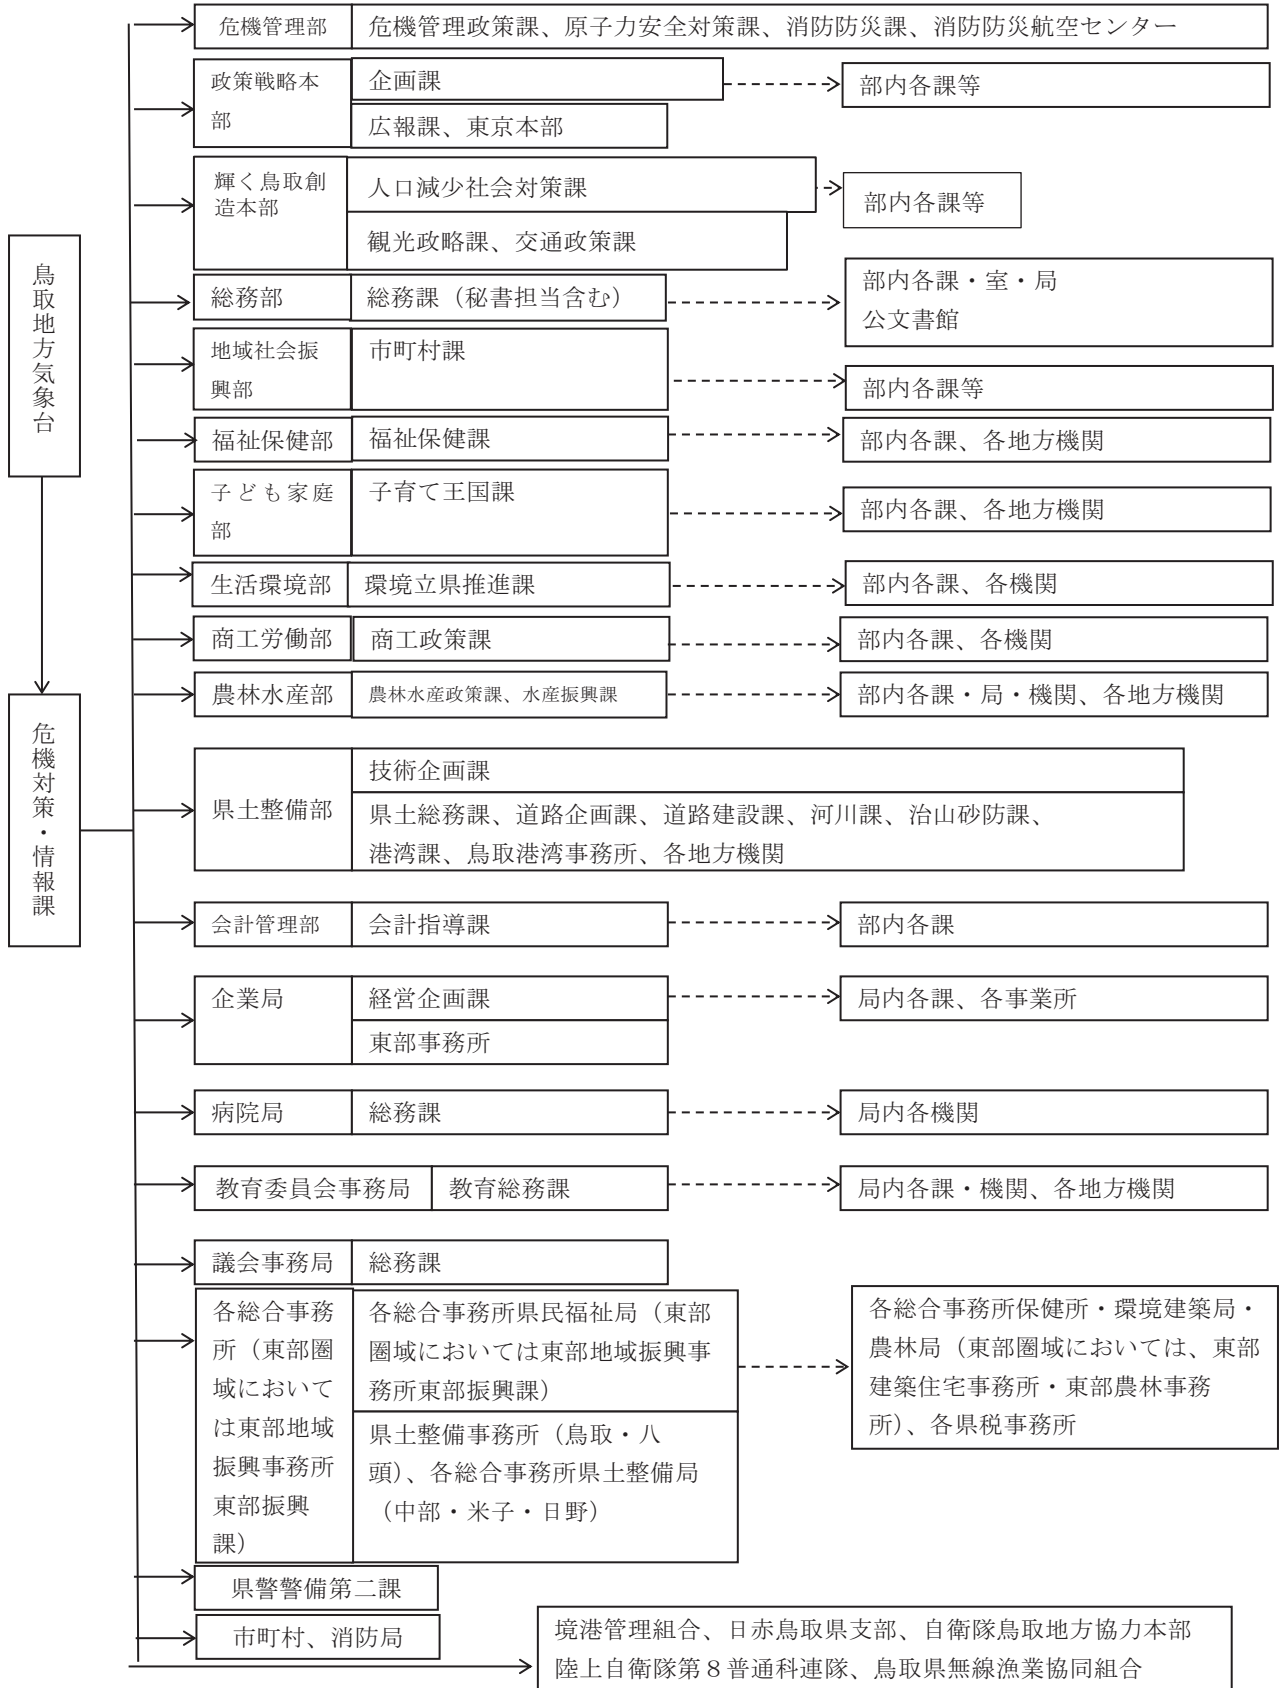 鳥取地方気象台
危機対策・情報課
危機管理部 危機管理政策課、原子力安全対策課、消防防災課、消防防災航空センター
政策戦略本
部
企画課
部内各課等
広報課、東京本部
輝く鳥取創
造本部
人口減少社会対策課
部内各課等
観光政略課、交通政策課
総務部 総務課（秘書担当含む）
部内各課・室・局
公文書館
地域社会振
興部
市町村課
部内各課等
福祉保健部 福祉保健課 部内各課、各地方機関
子ども家庭
部
子育て王国課
部内各課、各地方機関
生活環境部 環境立県推進課 部内各課、各機関
商工労働部 商工政策課 部内各課、各機関
農林水産部 農林水産政策課、水産振興課 部内各課・局・機関、各地方機関
県土整備部
技術企画課
県土総務課、道路企画課、道路建設課、河川課、治山砂防課、
港湾課、鳥取港湾事務所、各地方機関
会計管理部 会計指導課 部内各課
企業局 経営企画課 局内各課、各事業所
東部事務所
病院局 総務課 局内各機関
教育委員会事務局 教育総務課 局内各課・機関、各地方機関
議会事務局 総務課
各総合事務
所（東部圏
域において
は東部地域
振興事務所
東部振興
課）
各総合事務所県民福祉局（東部
圏域においては東部地域振興事
務所東部振興課）
県土整備事務所（鳥取・八
頭）、各総合事務所県土整備局
（中部・米子・日野）
各総合事務所保健所・環境建築局・
農林局（東部圏域においては、東部
建築住宅事務所・東部農林事務
所）、各県税事務所
県警警備第二課
市町村、消防局
境港管理組合、日赤鳥取県支部、自衛隊鳥取地方協力本部
陸上自衛隊第８普通科連隊、鳥取県無線漁業協同組合